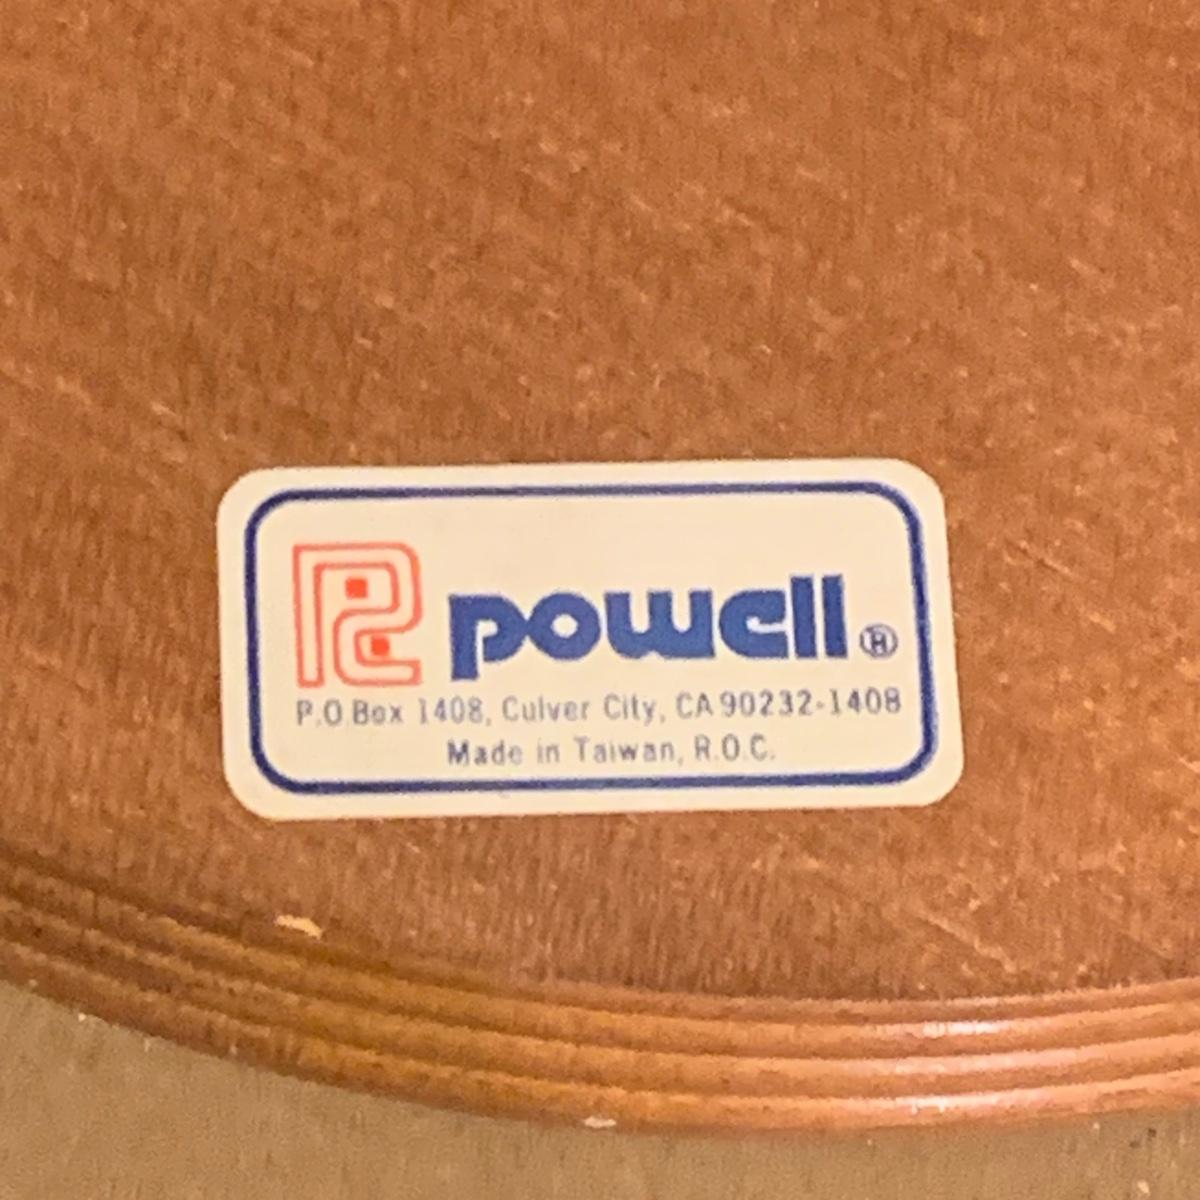 powell®
P.O.Box 1408, Culver City, CA 90232-1408
Made in Taiwan, R.O.C.